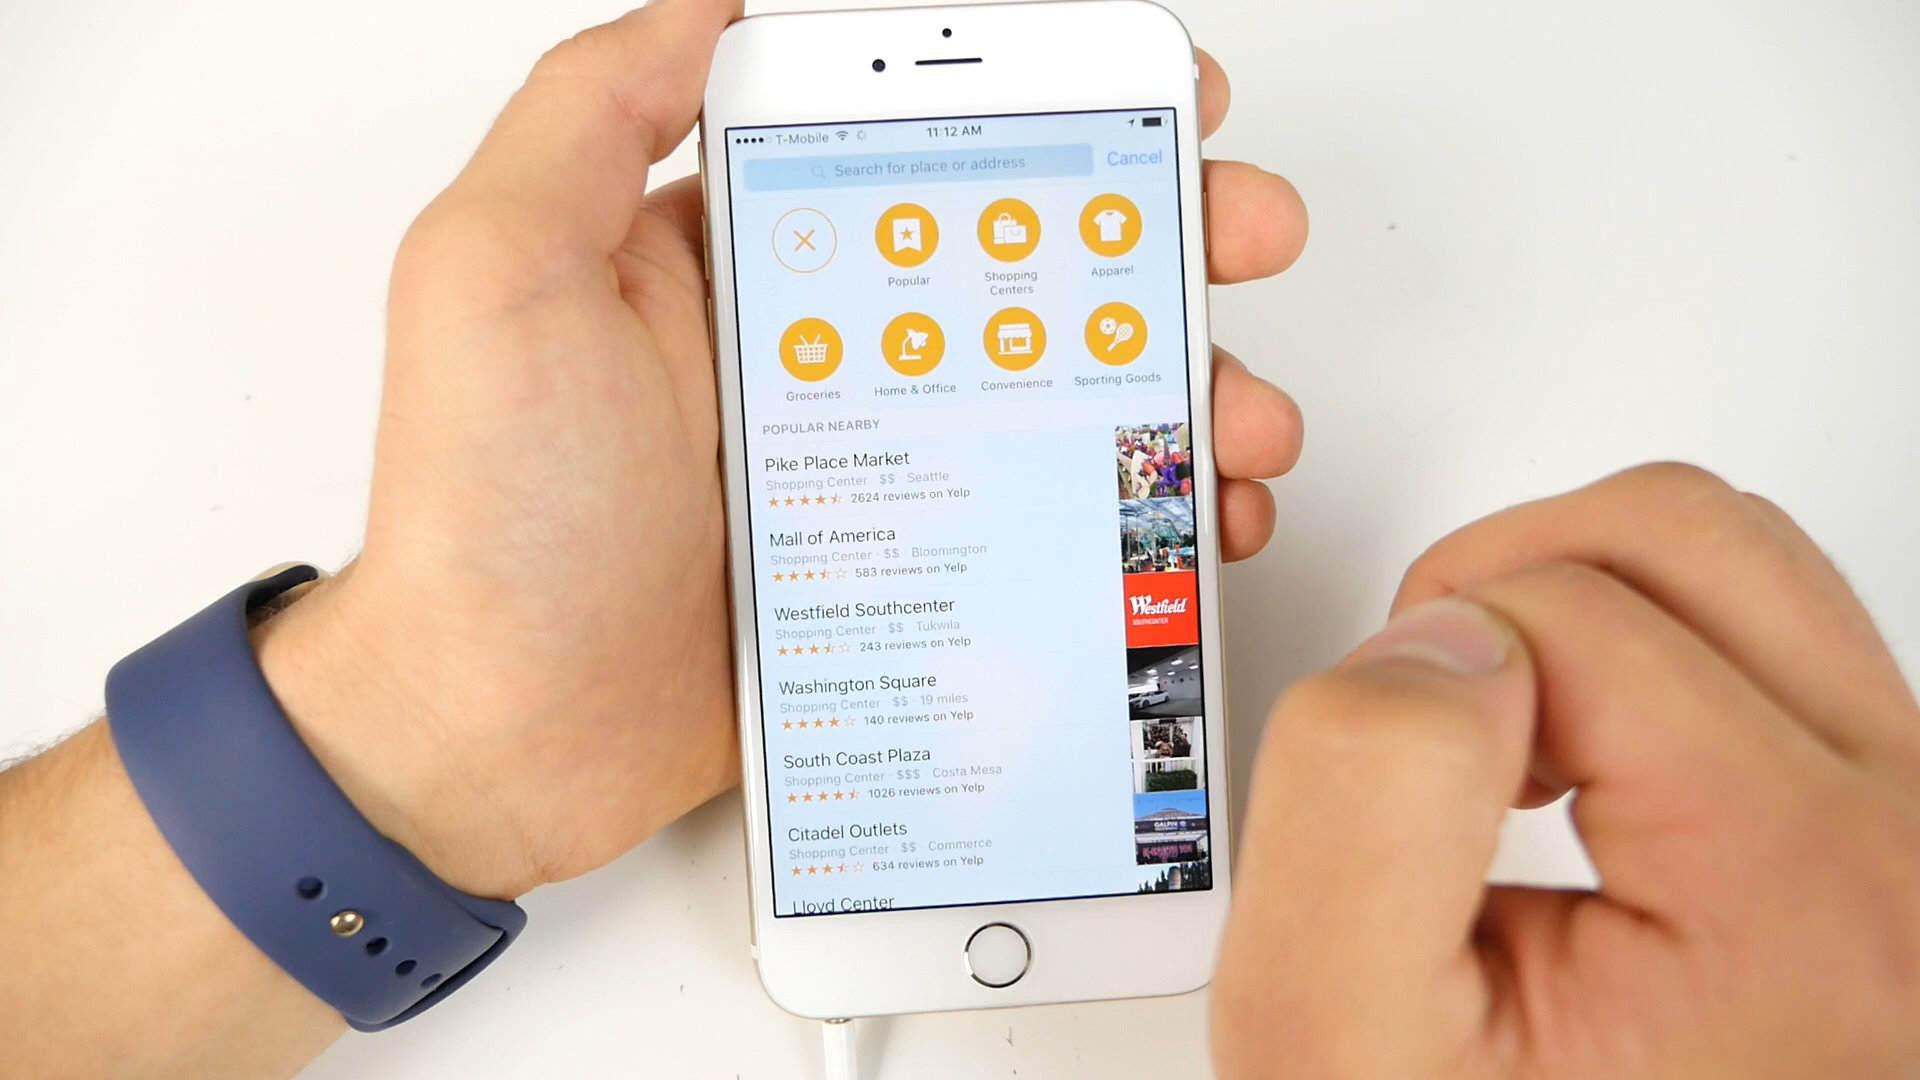 T-Mobile
11:12 AM
Search for place or address
Cancel
Popular
Shopping
Centers
Apparel
Groceries
Home & Office
Convenience
Sporting Goods
POPULAR NEARBY
Pike Place Market
Shopping Center · $$ · Seattle
2624 reviews on Yelp
Mall of America
Shopping Center · $$ · Bloomington
583 reviews on Yelp
Westfield Southcenter
Shopping Center · $$ · Tukwila
243 reviews on Yelp
Westfield
SOUTHCENTER
Washington Square
Shopping Center · $$ · 19 miles
140 reviews on Yelp
South Coast Plaza
Shopping Center · $$$ · Costa Mesa
1026 reviews on Yelp
Citadel Outlets
Shopping Center · $$ · Commerce
634 reviews on Yelp
GALPIN
Lloyd Center